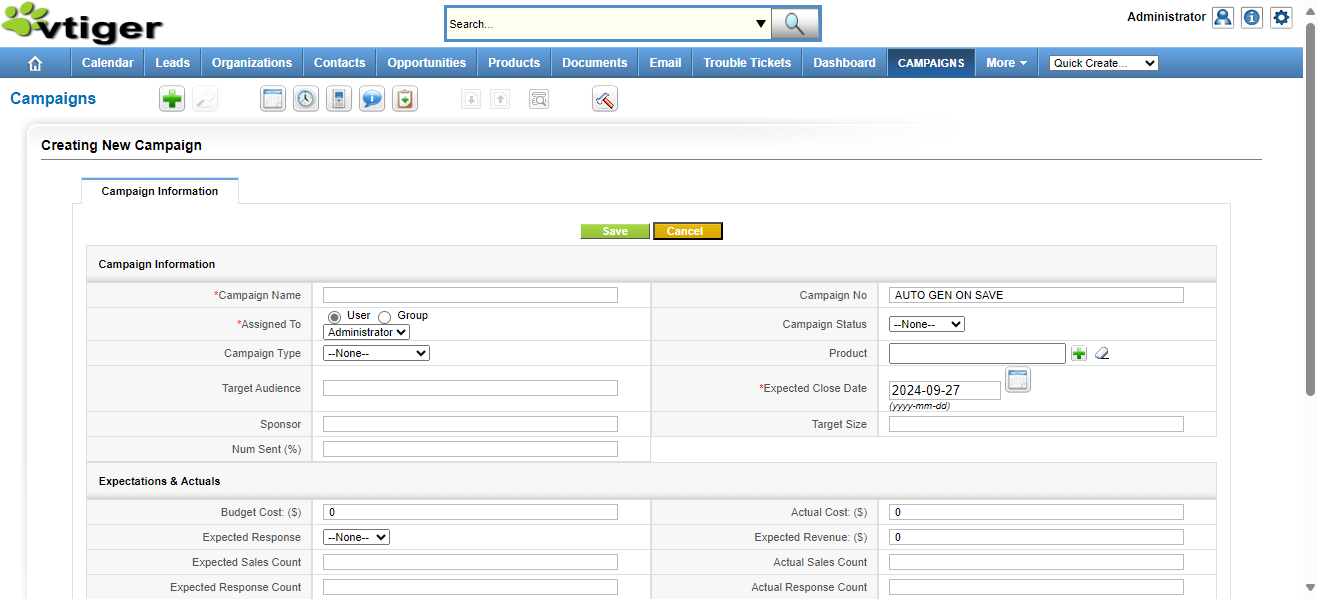 vtiger
Search...
Administrator
Calendar Leads Organizations Contacts Opportunities Products Documents Email Trouble Tickets Dashboard CAMPAIGNS More Quick Create...
Campaigns
Creating New Campaign
Campaign Information
Save Cancel
Campaign Information
*Campaign Name Campaign No AUTO GEN ON SAVE
*Assigned To User Group Administrator Campaign Status --None--
Campaign Type --None-- Product
Target Audience *Expected Close Date 2024-09-27
(yyyy-mm-dd)
Sponsor Target Size
Num Sent (%)
Expectations & Actuals
Budget Cost: ($) 0 Actual Cost: ($) 0
Expected Response --None-- Expected Revenue: ($) 0
Expected Sales Count Actual Sales Count
Expected Response Count Actual Response Count